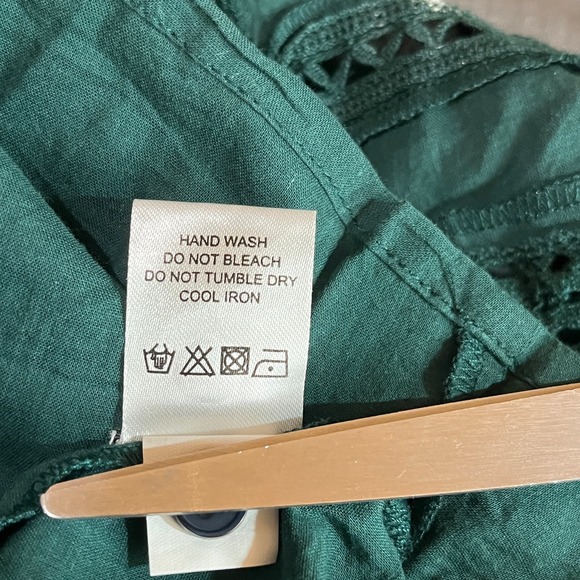 HAND WASH
DO NOT BLEACH
DO NOT TUMBLE DRY
COOL IRON